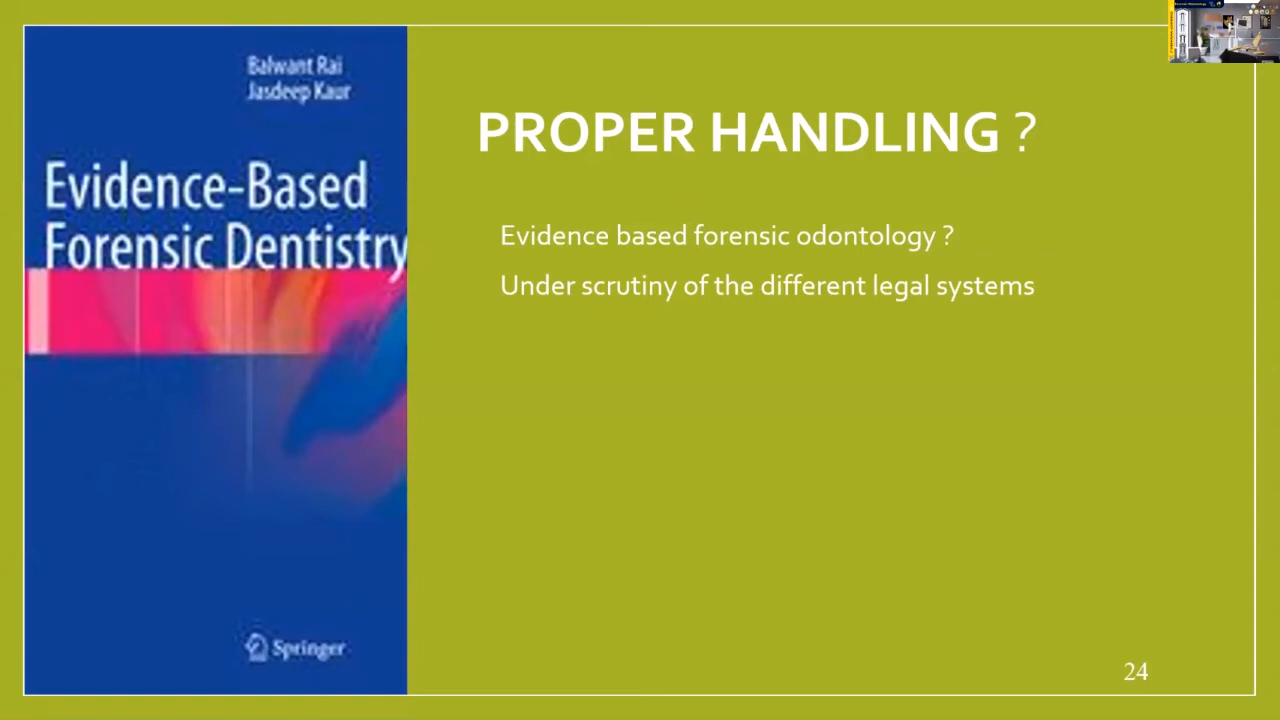 Balwant Rai
Jasdeep Kaur
Evidence-Based
Forensic Dentistry
Springer
PROPER HANDLING ?
Evidence based forensic odontology ?
Under scrutiny of the different legal systems
24